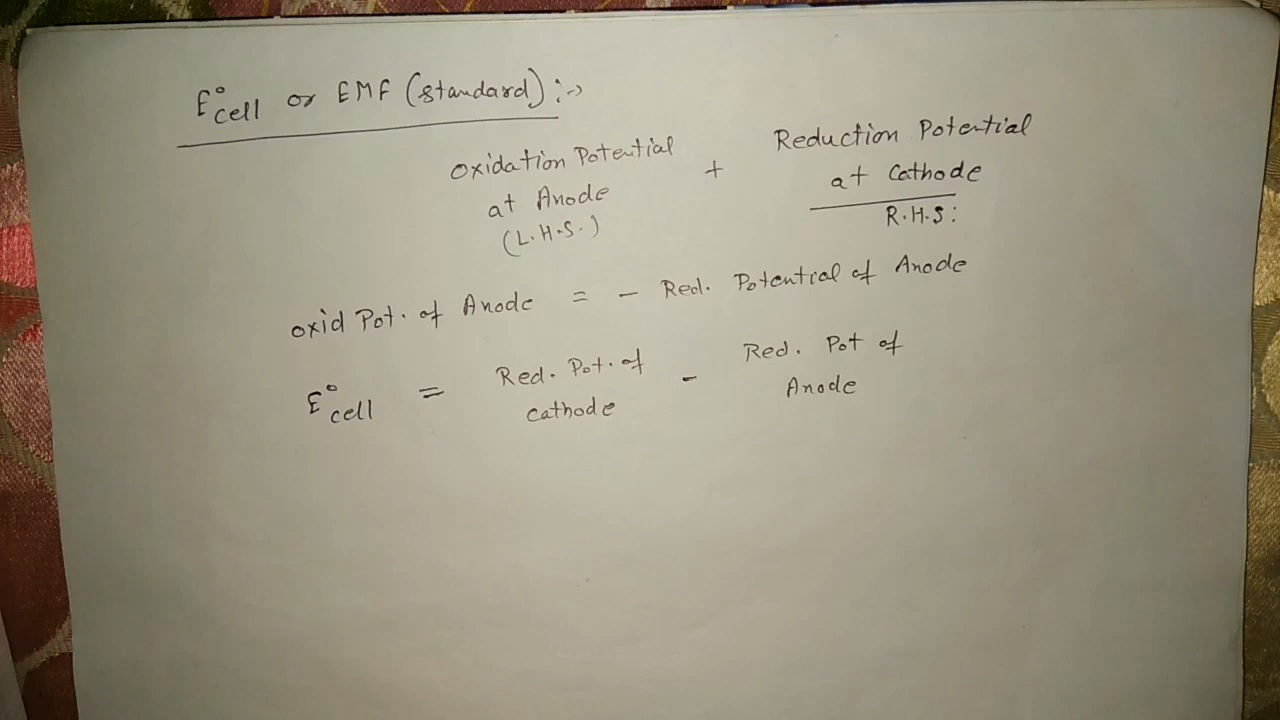 E°cell or EMF (standard) :→
Oxidation Potential + Reduction Potential
at Anode at Cathode
(L.H.S.) R.H.S:
oxid Pot. of Anode = - Red. Potential of Anode
E°cell = Red. Pot. of - Red. Pot of
cathode Anode